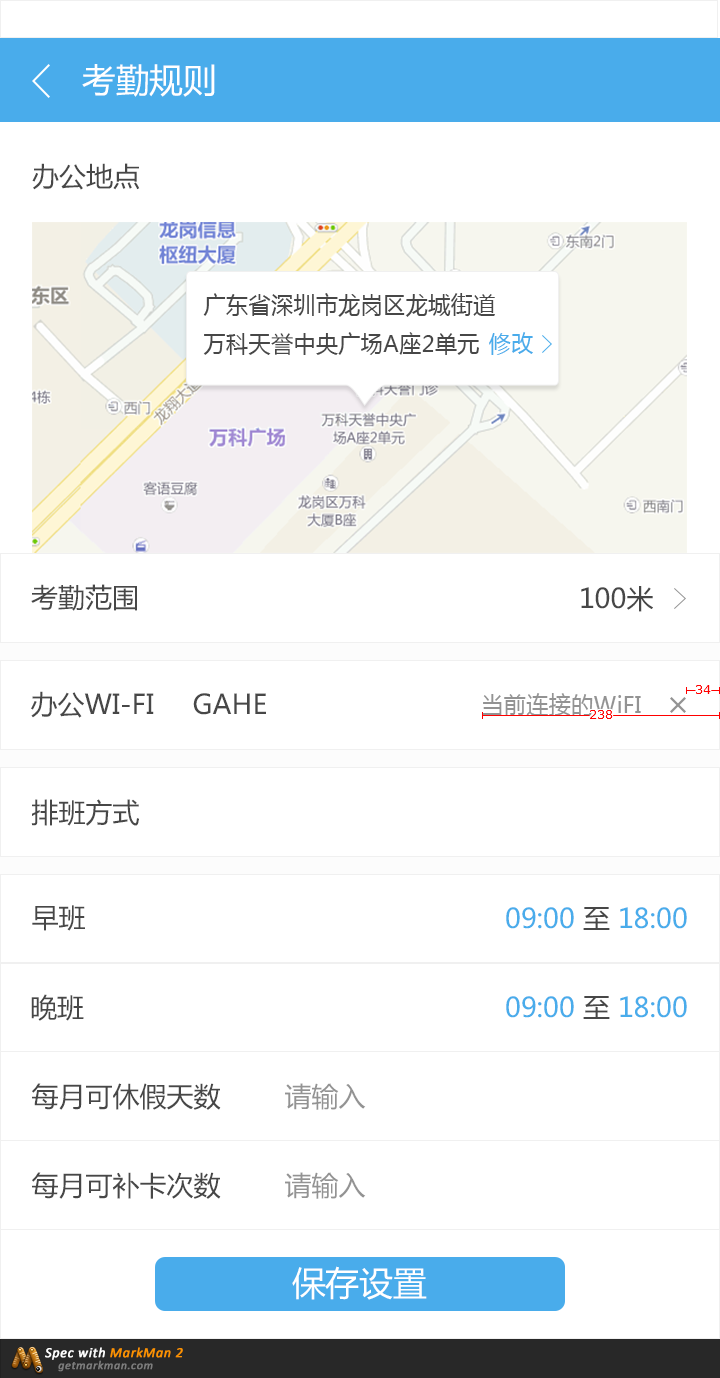 考勤规则
办公地点
龙岗信息
枢纽大厦
东南2门
东区
广东省深圳市龙岗区龙城街道
万科天誉中央广场A座2单元 修改
4栋
西门
龙翔大道
科天誉门诊
万科广场
万科天誉中央广
场A座2单元
客语豆腐
龙岗区万科
大厦B座
西南门
考勤范围 100米
办公WI-FI GAHE 当前连接的WiFI
34
238
排班方式
早班 09:00 至 18:00
晚班 09:00 至 18:00
每月可休假天数 请输入
每月可补卡次数 请输入
保存设置
Spec with MarkMan 2
getmarkman.com